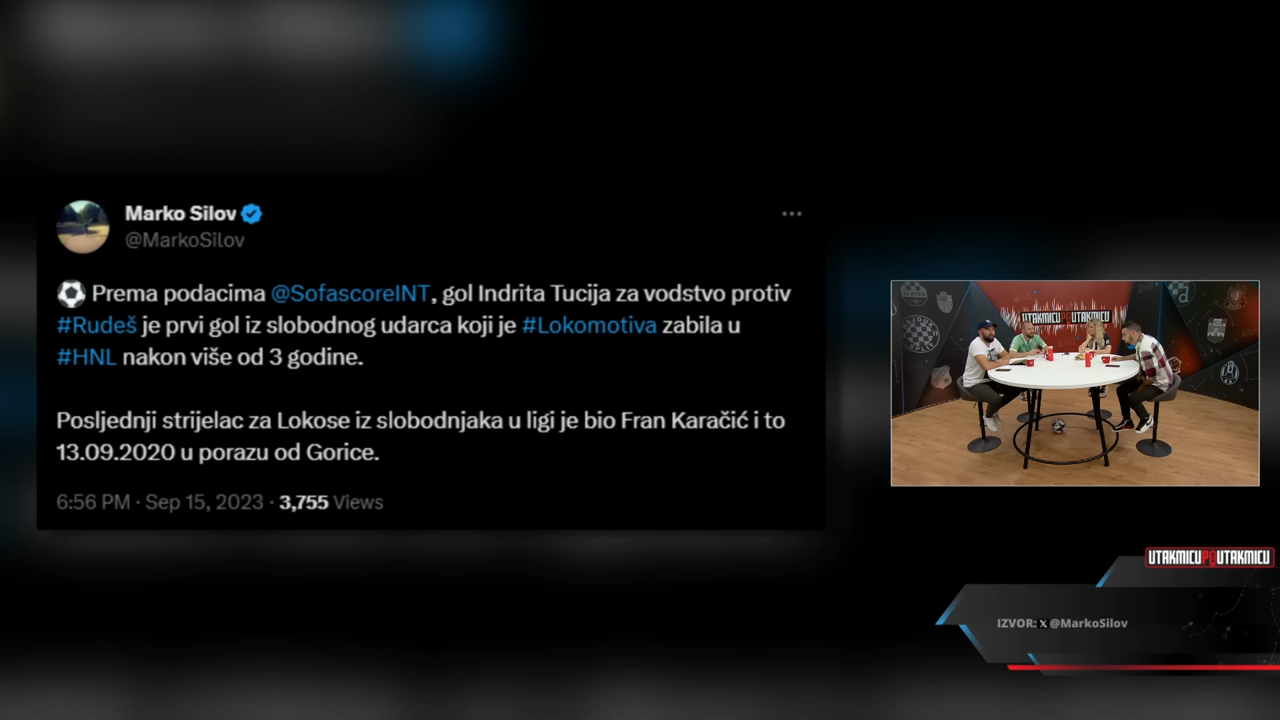 Marko Silov
@MarkoSilov
⚽ Prema podacima @SofascoreINT, gol Indrita Tucija za vodstvo protiv
#Rudeš je prvi gol iz slobodnog udarca koji je #Lokomotiva zabila u
#HNL nakon više od 3 godine.
Posljednji strijelac za Lokose iz slobodnjaka u ligi je bio Fran Karačić i to
13.09.2020 u porazu od Gorice.
6:56 PM · Sep 15, 2023 · 3,755 Views
UTAKMICU PO UTAKMICU
UTAKMICUPOUTAKMICU
IZVOR: X @MarkoSilov